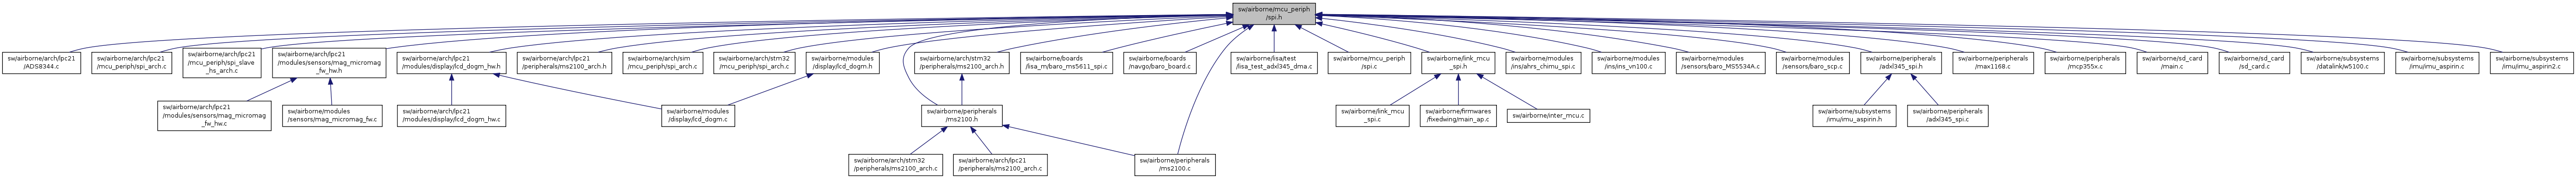 sw/airborne/mcu_periph
/spi.h
sw/airborne/arch/lpc21
/ADS8344.c
sw/airborne/arch/lpc21
/mcu_periph/spi_arch.c
sw/airborne/arch/lpc21
/mcu_periph/spi_slave
_hs_arch.c
sw/airborne/arch/lpc21
/modules/sensors/mag_micromag
_fw_hw.h
sw/airborne/arch/lpc21
/modules/display/lcd_dogm_hw.h
sw/airborne/arch/lpc21
/peripherals/ms2100_arch.h
sw/airborne/arch/sim
/mcu_periph/spi_arch.c
sw/airborne/arch/stm32
/mcu_periph/spi_arch.c
sw/airborne/modules
/display/lcd_dogm.h
sw/airborne/arch/stm32
/peripherals/ms2100_arch.h
sw/airborne/boards
/lisa_m/baro_ms5611_spi.c
sw/airborne/boards
/navgo/baro_board.c
sw/airborne/lisa/test
/lisa_test_adxl345_dma.c
sw/airborne/mcu_periph
/spi.c
sw/airborne/link_mcu
_spi.h
sw/airborne/modules
/ins/ahrs_chimu_spi.c
sw/airborne/modules
/ins/ins_vn100.c
sw/airborne/modules
/sensors/baro_MS5534A.c
sw/airborne/modules
/sensors/baro_scp.c
sw/airborne/peripherals
/adxl345_spi.h
sw/airborne/peripherals
/max1168.c
sw/airborne/peripherals
/mcp355x.c
sw/airborne/sd_card
/main.c
sw/airborne/sd_card
/sd_card.c
sw/airborne/subsystems
/datalink/w5100.c
sw/airborne/subsystems
/imu/imu_aspirin.c
sw/airborne/subsystems
/imu/imu_aspirin2.c
sw/airborne/arch/lpc21
/modules/sensors/mag_micromag
_fw_hw.c
sw/airborne/modules
/sensors/mag_micromag_fw.c
sw/airborne/arch/lpc21
/modules/display/lcd_dogm_hw.c
sw/airborne/modules
/display/lcd_dogm.c
sw/airborne/peripherals
/ms2100.h
sw/airborne/link_mcu
_spi.c
sw/airborne/firmwares
/fixedwing/main_ap.c
sw/airborne/inter_mcu.c
sw/airborne/subsystems
/imu/imu_aspirin.h
sw/airborne/peripherals
/adxl345_spi.c
sw/airborne/arch/stm32
/peripherals/ms2100_arch.c
sw/airborne/arch/lpc21
/peripherals/ms2100_arch.c
sw/airborne/peripherals
/ms2100.c